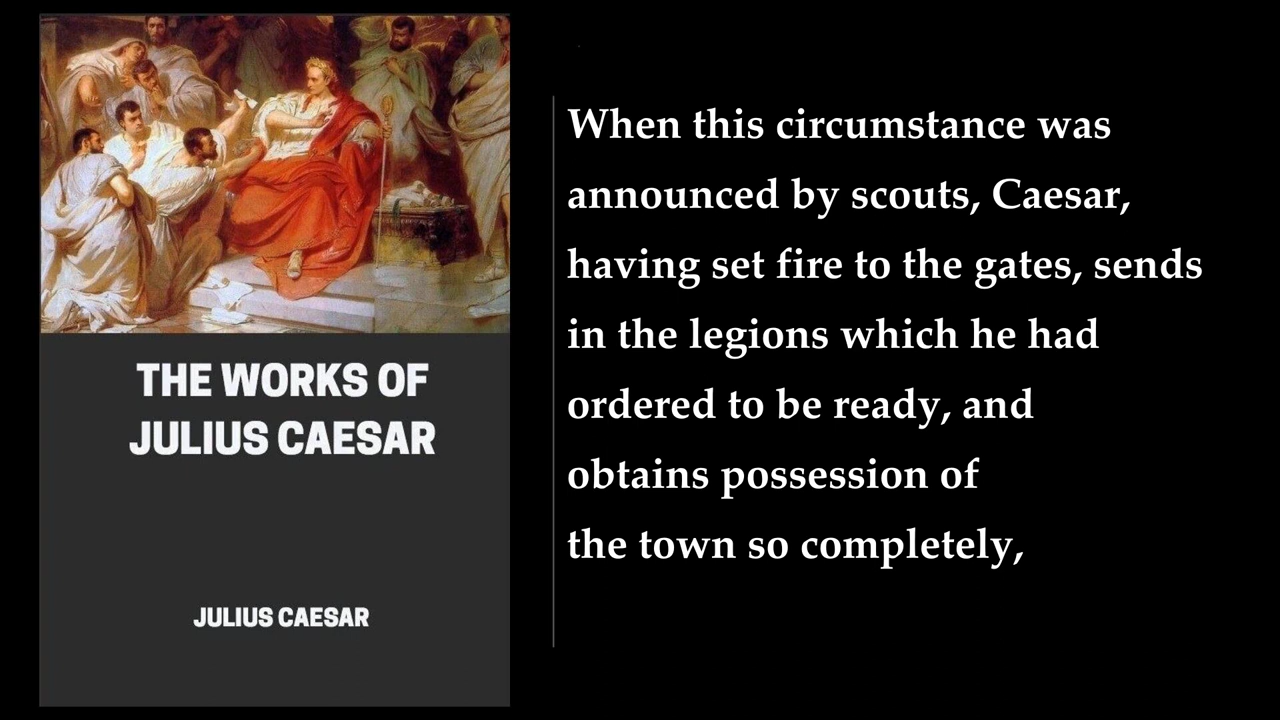 THE WORKS OF
JULIUS CAESAR
JULIUS CAESAR
When this circumstance was
announced by scouts, Caesar,
having set fire to the gates, sends
in the legions which he had
ordered to be ready, and
obtains possession of
the town so completely,